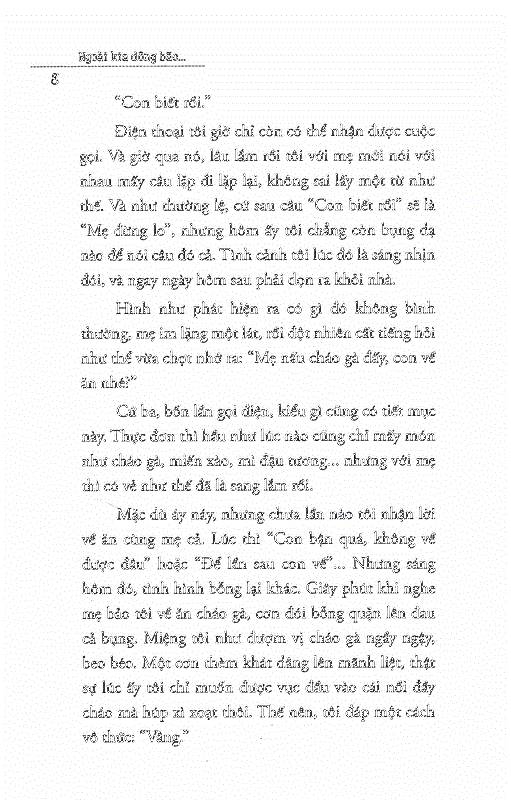 Ngoài kia dông bão...
8
“Con biết rồi.”
Điện thoại tôi giờ chỉ còn có thể nhận được cuộc
gọi. Và giờ qua nó, lâu lắm rồi tôi với mẹ mới nói với
nhau mấy câu lặp đi lặp lại, không sai lấy một từ như
thế. Và như thường lệ, cứ sau câu “Con biết rồi” sẽ là
“Mẹ đừng lo”, nhưng hôm ấy tôi chẳng còn bụng dạ
nào để nói câu đó cả. Tình cảnh tôi lúc đó là sáng nhịn
đói, và ngay ngày hôm sau phải dọn ra khỏi nhà.
Hình như phát hiện ra có gì đó không bình
thường, mẹ im lặng một lát, rồi đột nhiên cất tiếng hỏi
như thể vừa chợt nhớ ra: “Mẹ nấu cháo gà đấy, con về
ăn nhé?”
Cứ ba, bốn lần gọi điện, kiểu gì cũng có tiết mục
này. Thực đơn thì hầu như lúc nào cũng chỉ mấy món
như cháo gà, miến xào, mì đậu tương... nhưng với mẹ
thì có vẻ như thế đã là sang lắm rồi.
Mặc dù áy náy, nhưng chưa lần nào tôi nhận lời
về ăn cùng mẹ cả. Lúc thì “Con bận quá, không về
được đâu” hoặc “Để lần sau con về”... Nhưng sáng
hôm đó, tình hình bỗng lại khác. Giây phút khi nghe
mẹ bảo tôi về ăn cháo gà, cơn đói bỗng quặn lên đau
cả bụng. Miệng tôi như đượm vị cháo gà ngầy ngậy,
beo béo. Một cơn thèm khát dâng lên mãnh liệt, thật
sự lúc ấy tôi chỉ muốn được vục đầu vào cái nồi đầy
cháo mà húp xì xoạt thôi. Thế nên, tôi đáp một cách
vô thức: “Vâng.”